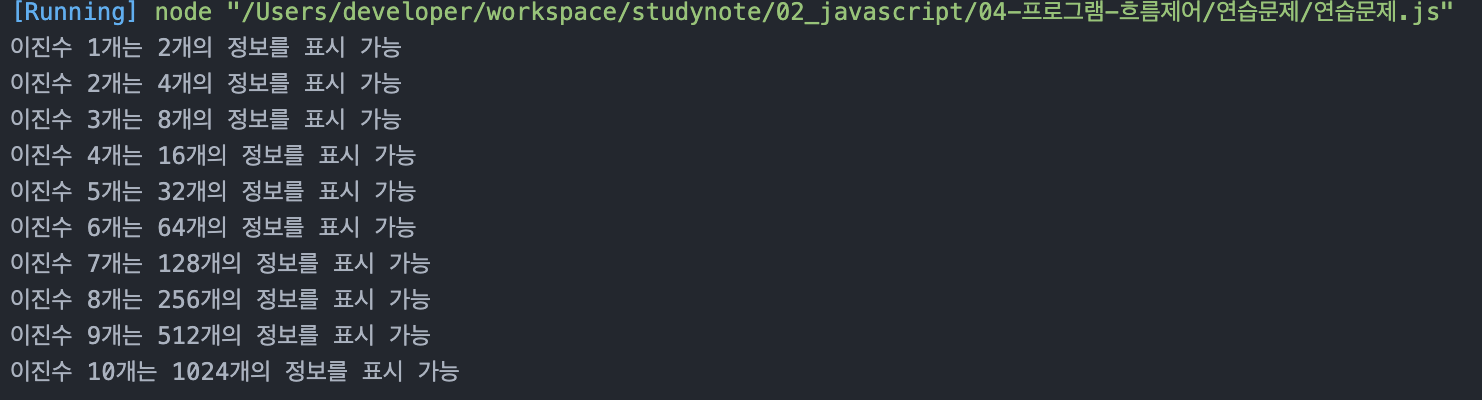 [Running] node "/Users/developer/workspace/studynote/02_javascript/04-프로그램-흐름제어/연습문제/연습문제.js"
이진수 1개는 2개의 정보를 표시 가능
이진수 2개는 4개의 정보를 표시 가능
이진수 3개는 8개의 정보를 표시 가능
이진수 4개는 16개의 정보를 표시 가능
이진수 5개는 32개의 정보를 표시 가능
이진수 6개는 64개의 정보를 표시 가능
이진수 7개는 128개의 정보를 표시 가능
이진수 8개는 256개의 정보를 표시 가능
이진수 9개는 512개의 정보를 표시 가능
이진수 10개는 1024개의 정보를 표시 가능